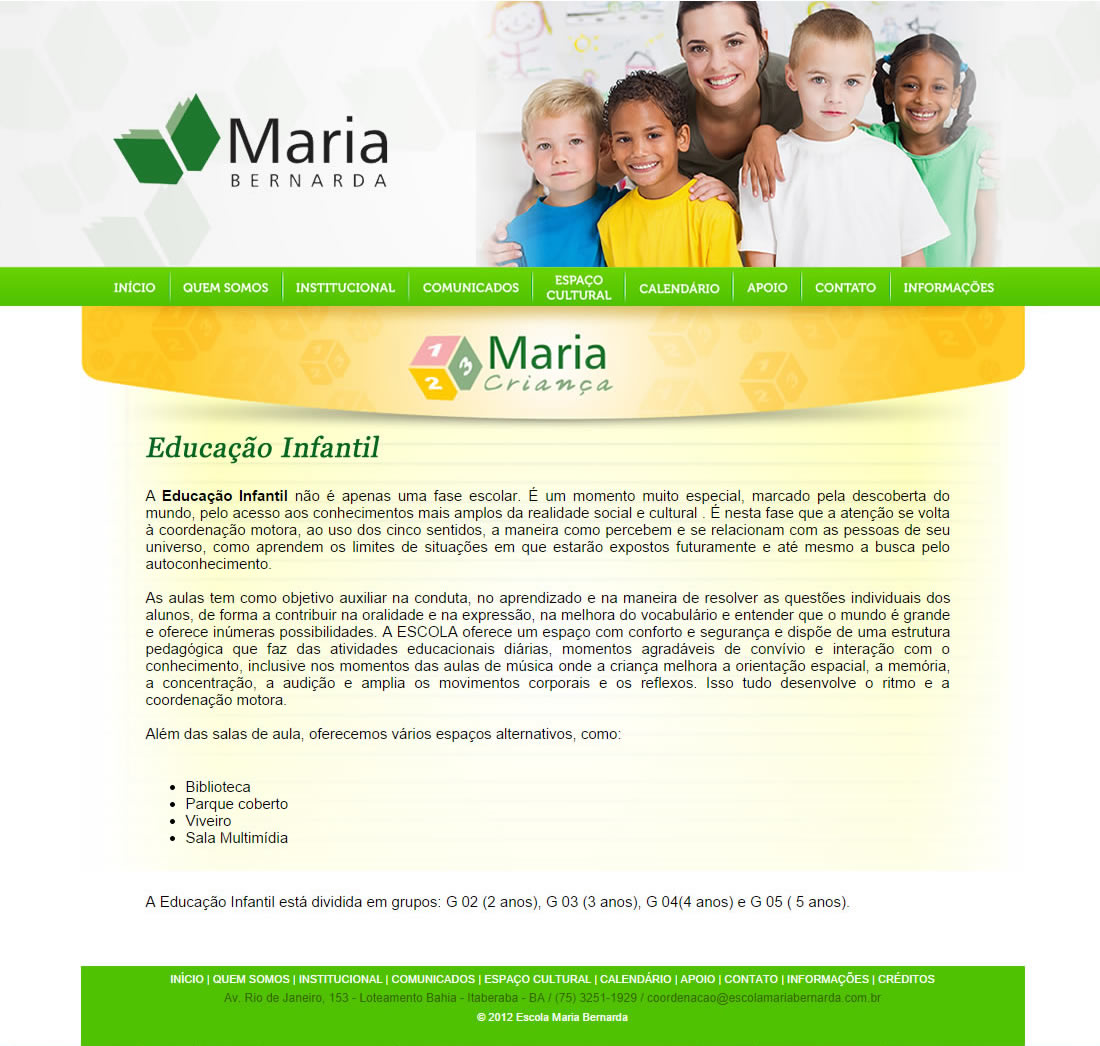 Maria
BERNARDA
INÍCIO
QUEM SOMOS
INSTITUCIONAL
COMUNICADOS
ESPAÇO
CULTURAL
CALENDÁRIO
APOIO
CONTATO
INFORMAÇÕES
1
2
3
Maria
Criança
Educação Infantil
A Educação Infantil não é apenas uma fase escolar. É um momento muito especial, marcado pela descoberta do
mundo, pelo acesso aos conhecimentos mais amplos da realidade social e cultural . É nesta fase que a atenção se volta
à coordenação motora, ao uso dos cinco sentidos, a maneira como percebem e se relacionam com as pessoas de seu
universo, como aprendem os limites de situações em que estarão expostos futuramente e até mesmo a busca pelo
autoconhecimento.
As aulas tem como objetivo auxiliar na conduta, no aprendizado e na maneira de resolver as questões individuais dos
alunos, de forma a contribuir na oralidade e na expressão, na melhora do vocabulário e entender que o mundo é grande
e oferece inúmeras possibilidades. A ESCOLA oferece um espaço com conforto e segurança e dispõe de uma estrutura
pedagógica que faz das atividades educacionais diárias, momentos agradáveis de convívio e interação com o
conhecimento, inclusive nos momentos das aulas de música onde a criança melhora a orientação espacial, a memória,
a concentração, a audição e amplia os movimentos corporais e os reflexos. Isso tudo desenvolve o ritmo e a
coordenação motora.
Além das salas de aula, oferecemos vários espaços alternativos, como:
• Biblioteca
• Parque coberto
• Viveiro
• Sala Multimídia
A Educação Infantil está dividida em grupos: G 02 (2 anos), G 03 (3 anos), G 04(4 anos) e G 05 ( 5 anos).
INÍCIO | QUEM SOMOS | INSTITUCIONAL | COMUNICADOS | ESPAÇO CULTURAL | CALENDÁRIO | APOIO | CONTATO | INFORMAÇÕES | CRÉDITOS
Av. Rio de Janeiro, 153 - Loteamento Bahia - Itaberaba - BA / (75) 3251-1929 / coordenacao@escolamariabernarda.com.br
© 2012 Escola Maria Bernarda